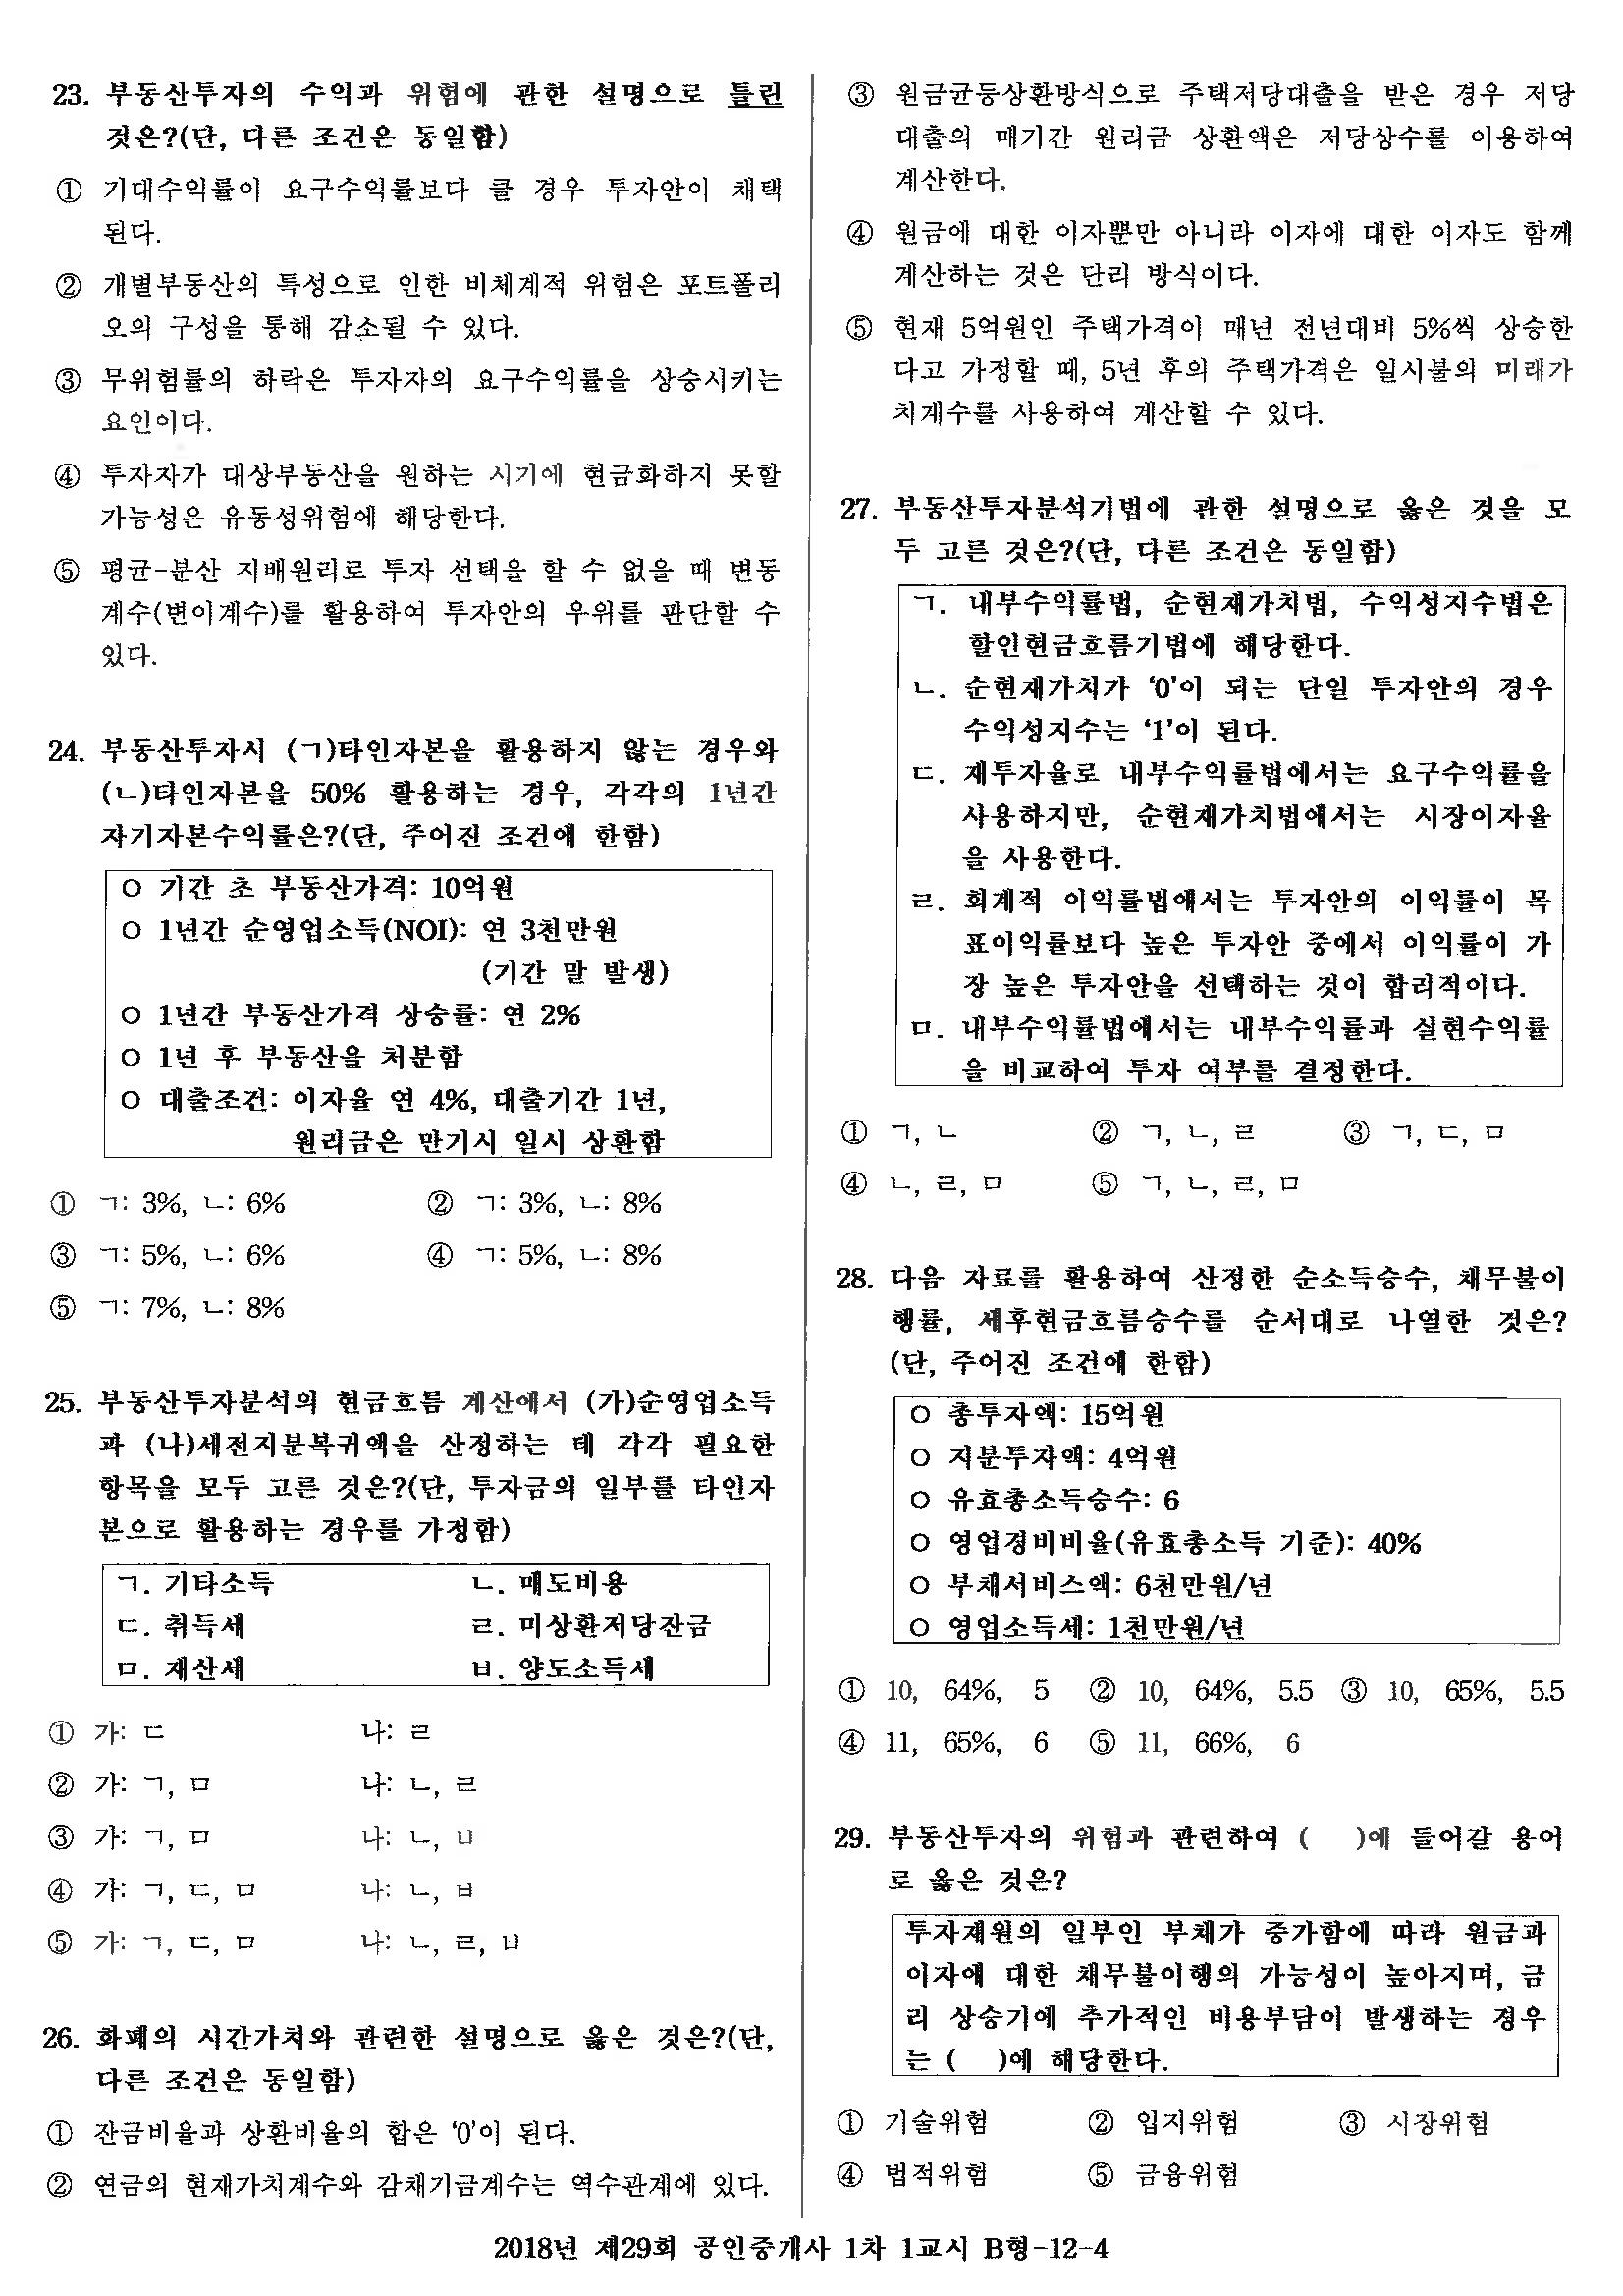 23. 부동산투자의 수익과 위험에 관한 설명으로 틀린
것은?(단, 다른 조건은 동일함)
① 기대수익률이 요구수익률보다 클 경우 투자안이 채택
된다.
② 개별부동산의 특성으로 인한 비체계적 위험은 포트폴리
오의 구성을 통해 감소될 수 있다.
③ 무위험률의 하락은 투자자의 요구수익률을 상승시키는
요인이다.
④ 투자자가 대상부동산을 원하는 시기에 현금화하지 못할
가능성은 유동성위험에 해당한다.
⑤ 평균-분산 지배원리로 투자 선택을 할 수 없을 때 변동
계수(변이계수)를 활용하여 투자안의 우위를 판단할 수
있다.
24. 부동산투자시 (ㄱ)타인자본을 활용하지 않는 경우와
(ㄴ)타인자본을 50% 활용하는 경우, 각각의 1년간
자기자본수익률은?(단, 주어진 조건에 한함)
○ 기간 초 부동산가격: 10억원
○ 1년간 순영업소득(NOI): 연 3천만원
(기간 말 발생)
○ 1년간 부동산가격 상승률: 연 2%
○ 1년 후 부동산을 처분함
○ 대출조건: 이자율 연 4%, 대출기간 1년,
원리금은 만기시 일시 상환함
① ㄱ: 3%, ㄴ: 6% ② ㄱ: 3%, ㄴ: 8%
③ ㄱ: 5%, ㄴ: 6% ④ ㄱ: 5%, ㄴ: 8%
⑤ ㄱ: 7%, ㄴ: 8%
25. 부동산투자분석의 현금흐름 계산에서 (가)순영업소득
과 (나)세전지분복귀액을 산정하는 데 각각 필요한
항목을 모두 고른 것은?(단, 투자금의 일부를 타인자
본으로 활용하는 경우를 가정함)
ㄱ. 기타소득 ㄴ. 매도비용
ㄷ. 취득세 ㄹ. 미상환저당잔금
ㅁ. 재산세 ㅂ. 양도소득세
① 가: ㄷ 나: ㄹ
② 가: ㄱ, ㅁ 나: ㄴ, ㄹ
③ 가: ㄱ, ㅁ 나: ㄴ, ㅂ
④ 가: ㄱ, ㄷ, ㅁ 나: ㄴ, ㅂ
⑤ 가: ㄱ, ㄷ, ㅁ 나: ㄴ, ㄹ, ㅂ
26. 화폐의 시간가치와 관련한 설명으로 옳은 것은?(단,
다른 조건은 동일함)
① 잔금비율과 상환비율의 합은 ‘0’이 된다.
② 연금의 현재가치계수와 감채기금계수는 역수관계에 있다.
③ 원금균등상환방식으로 주택저당대출을 받은 경우 저당
대출의 매기간 원리금 상환액은 저당상수를 이용하여
계산한다.
④ 원금에 대한 이자뿐만 아니라 이자에 대한 이자도 함께
계산하는 것은 단리 방식이다.
⑤ 현재 5억원인 주택가격이 매년 전년대비 5%씩 상승한
다고 가정할 때, 5년 후의 주택가격은 일시불의 미래가
치계수를 사용하여 계산할 수 있다.
27. 부동산투자분석기법에 관한 설명으로 옳은 것을 모
두 고른 것은?(단, 다른 조건은 동일함)
ㄱ. 내부수익률법, 순현재가치법, 수익성지수법은
할인현금흐름기법에 해당한다.
ㄴ. 순현재가치가 ‘0’이 되는 단일 투자안의 경우
수익성지수는 ‘1’이 된다.
ㄷ. 재투자율로 내부수익률법에서는 요구수익률을
사용하지만, 순현재가치법에서는 시장이자율
을 사용한다.
ㄹ. 회계적 이익률법에서는 투자안의 이익률이 목
표이익률보다 높은 투자안 중에서 이익률이 가
장 높은 투자안을 선택하는 것이 합리적이다.
ㅁ. 내부수익률법에서는 내부수익률과 실현수익률
을 비교하여 투자 여부를 결정한다.
① ㄱ, ㄴ ② ㄱ, ㄴ, ㄹ ③ ㄱ, ㄷ, ㅁ
④ ㄴ, ㄹ, ㅁ ⑤ ㄱ, ㄴ, ㄹ, ㅁ
28. 다음 자료를 활용하여 산정한 순소득승수, 채무불이
행률, 세후현금흐름승수를 순서대로 나열한 것은?
(단, 주어진 조건에 한함)
○ 총투자액: 15억원
○ 지분투자액: 4억원
○ 유효총소득승수: 6
○ 영업경비비율(유효총소득 기준): 40%
○ 부채서비스액: 6천만원/년
○ 영업소득세: 1천만원/년
① 10, 64%, 5 ② 10, 64%, 5.5 ③ 10, 65%, 5.5
④ 11, 65%, 6 ⑤ 11, 66%, 6
29. 부동산투자의 위험과 관련하여 ( )에 들어갈 용어
로 옳은 것은?
투자재원의 일부인 부채가 증가함에 따라 원금과
이자에 대한 채무불이행의 가능성이 높아지며, 금
리 상승기에 추가적인 비용부담이 발생하는 경우
는 ( )에 해당한다.
① 기술위험 ② 입지위험 ③ 시장위험
④ 법적위험 ⑤ 금융위험
2018년 제29회 공인중개사 1차 1교시 B형-12-4